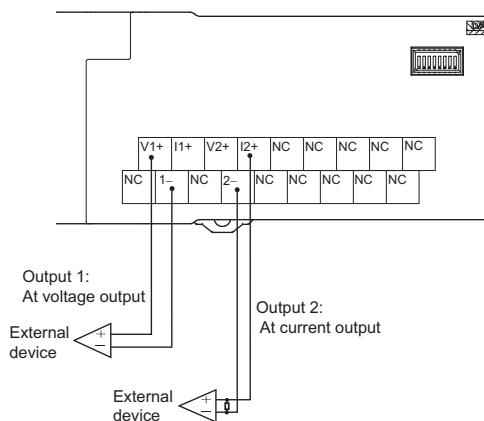 V1+ I1+ V2+ I2+ NC NC NC NC NC
NC 1– NC 2– NC NC NC NC NC
Output 1:
At voltage output
External
device
+
–
Output 2:
At current output
External
device
+
–